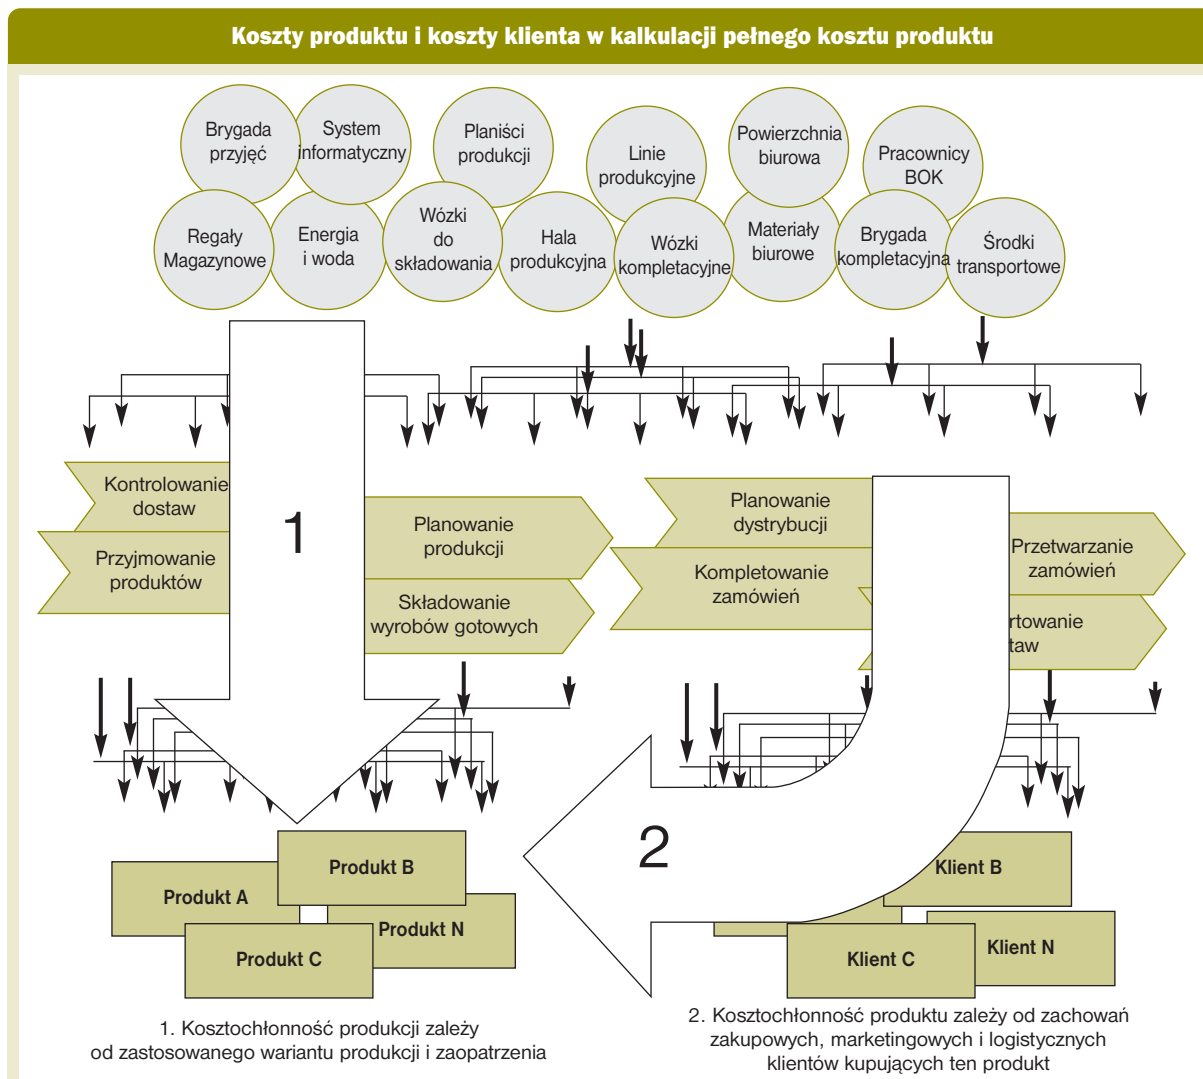 Koszty produktu i koszty klienta w kalkulacji pełnego kosztu produktu
Brygada
przyjęć
System
informatyczny
Planiści
produkcji
Linie
produkcyjne
Powierzchnia
biurowa
Pracownicy
BOK
Regały
Magazynowe
Energia
i woda
Wózki
do
składowania
Hala
produkcyjna
Wózki
kompletacyjne
Materiały
biurowe
Brygada
kompletacyjna
Środki
transportowe
Kontrolowanie
dostaw
Przyjmowanie
produktów
1
Planowanie
produkcji
Składowanie
wyrobów gotowych
Planowanie
dystrybucji
Kompletowanie
zamówień
Przetwarzanie
zamówień
rtowanie
taw
2
Produkt A
Produkt B
Produkt N
Produkt C
Klient B
Klient N
Klient C
1. Kosztochłonność produkcji zależy
od zastosowanego wariantu produkcji i zaopatrzenia
2. Kosztochłonność produktu zależy od zachowań
zakupowych, marketingowych i logistycznych
klientów kupujących ten produkt